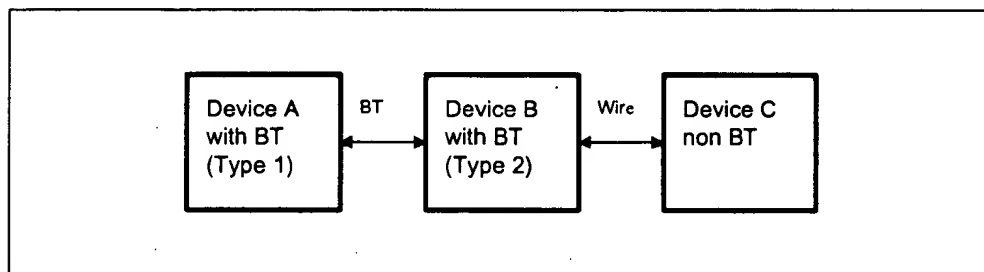 Device A
with BT
(Type 1)
BT
Device B
with BT
(Type 2)
Wire
Device C
non BT